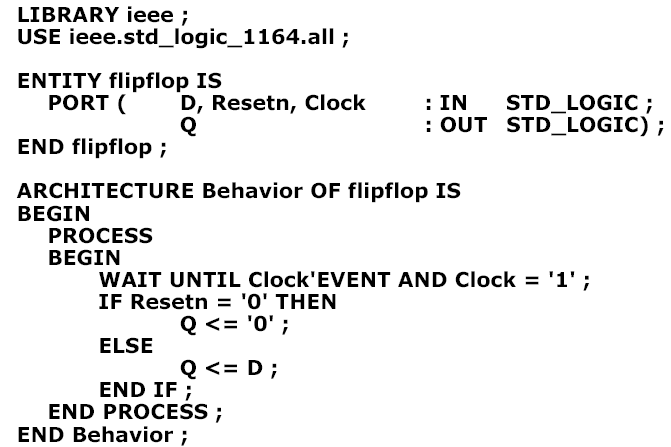 LIBRARY ieee ;
USE ieee.std_logic_1164.all ;
ENTITY flipflop IS
PORT ( D, Resetn, Clock : IN STD_LOGIC ;
Q : OUT STD_LOGIC) ;
END flipflop ;
ARCHITECTURE Behavior OF flipflop IS
BEGIN
PROCESS
BEGIN
WAIT UNTIL Clock'EVENT AND Clock = '1' ;
IF Resetn = '0' THEN
Q <= '0' ;
ELSE
Q <= D ;
END IF ;
END PROCESS ;
END Behavior ;